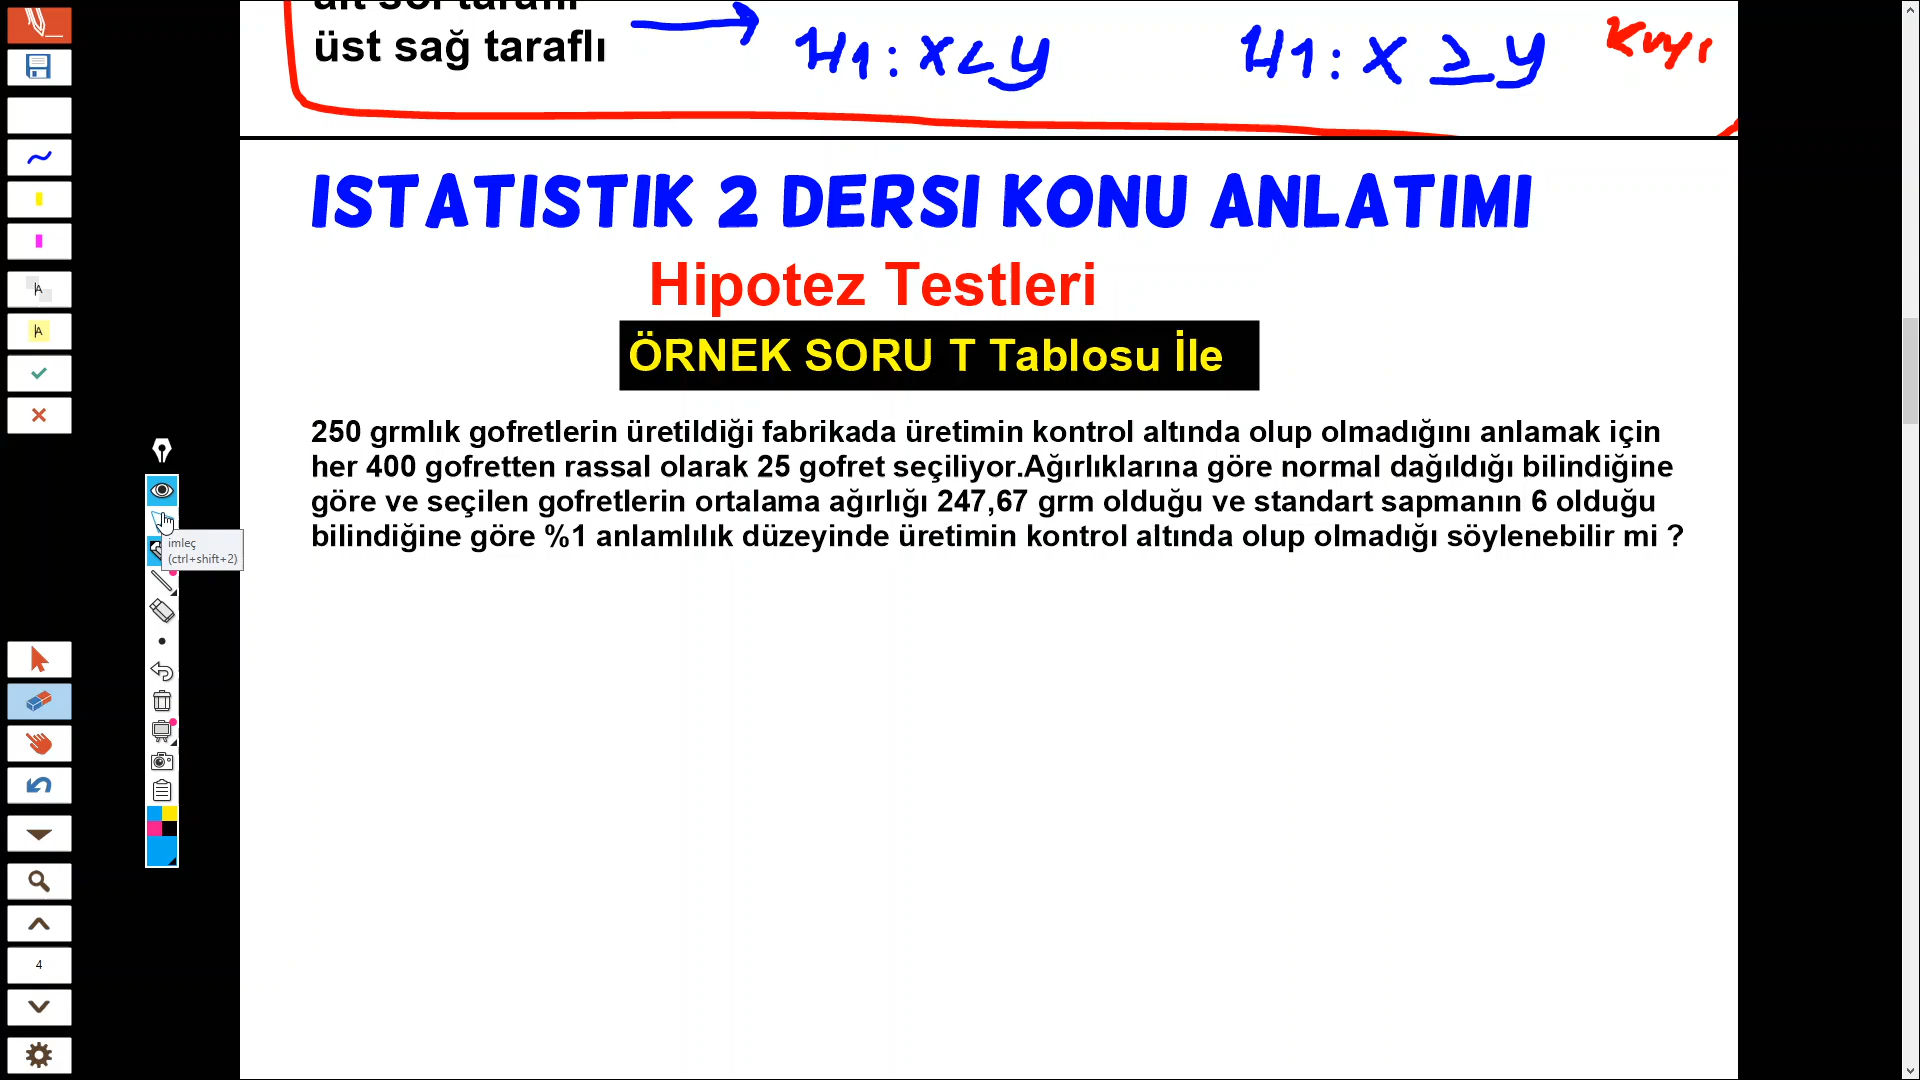 üst sağ taraflı
H1: x < y
H1: x ≥ y
ISTATISTIK 2 DERSI KONU ANLATIMI
Hipotez Testleri
ÖRNEK SORU T Tablosu İle
250 grmlık gofretlerin üretildiği fabrikada üretimin kontrol altında olup olmadığını anlamak için
her 400 gofretten rassal olarak 25 gofret seçiliyor.Ağırlıklarına göre normal dağıldığı bilindiğine
göre ve seçilen gofretlerin ortalama ağırlığı 247,67 grm olduğu ve standart sapmanın 6 olduğu
bilindiğine göre %1 anlamlılık düzeyinde üretimin kontrol altında olup olmadığı söylenebilir mi ?
imleç
(ctrl+shift+2)
A
A
4